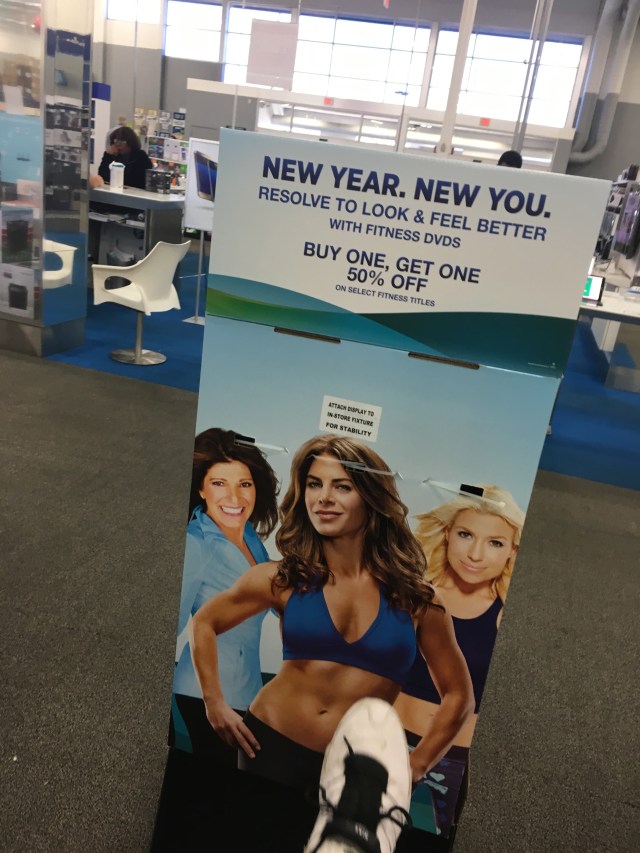 NEW YEAR. NEW YOU.
RESOLVE TO LOOK & FEEL BETTER
WITH FITNESS DVDS
BUY ONE, GET ONE
50% OFF
ON SELECT FITNESS TITLES
ATTACH DISPLAY TO
IN-STORE FIXTURE
FOR STABILITY